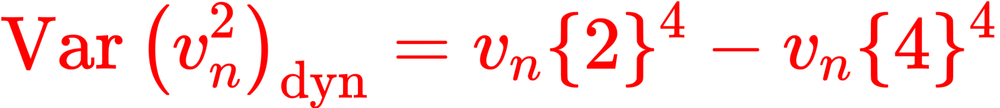 Var (v_n^2)_dyn = v_n{2}^4 − v_n{4}^4